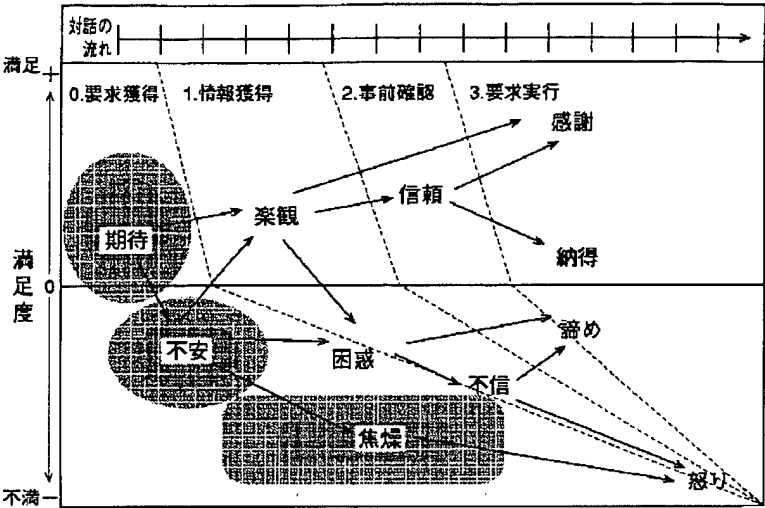 対話の
流れ
満足
+
0.要求獲得
1.情報獲得
2.事前確認
3.要求実行
感謝
信頼
楽観
期待
納得
満足度
0
諦め
不安
困惑
不信
焦燥
怒り
不満−